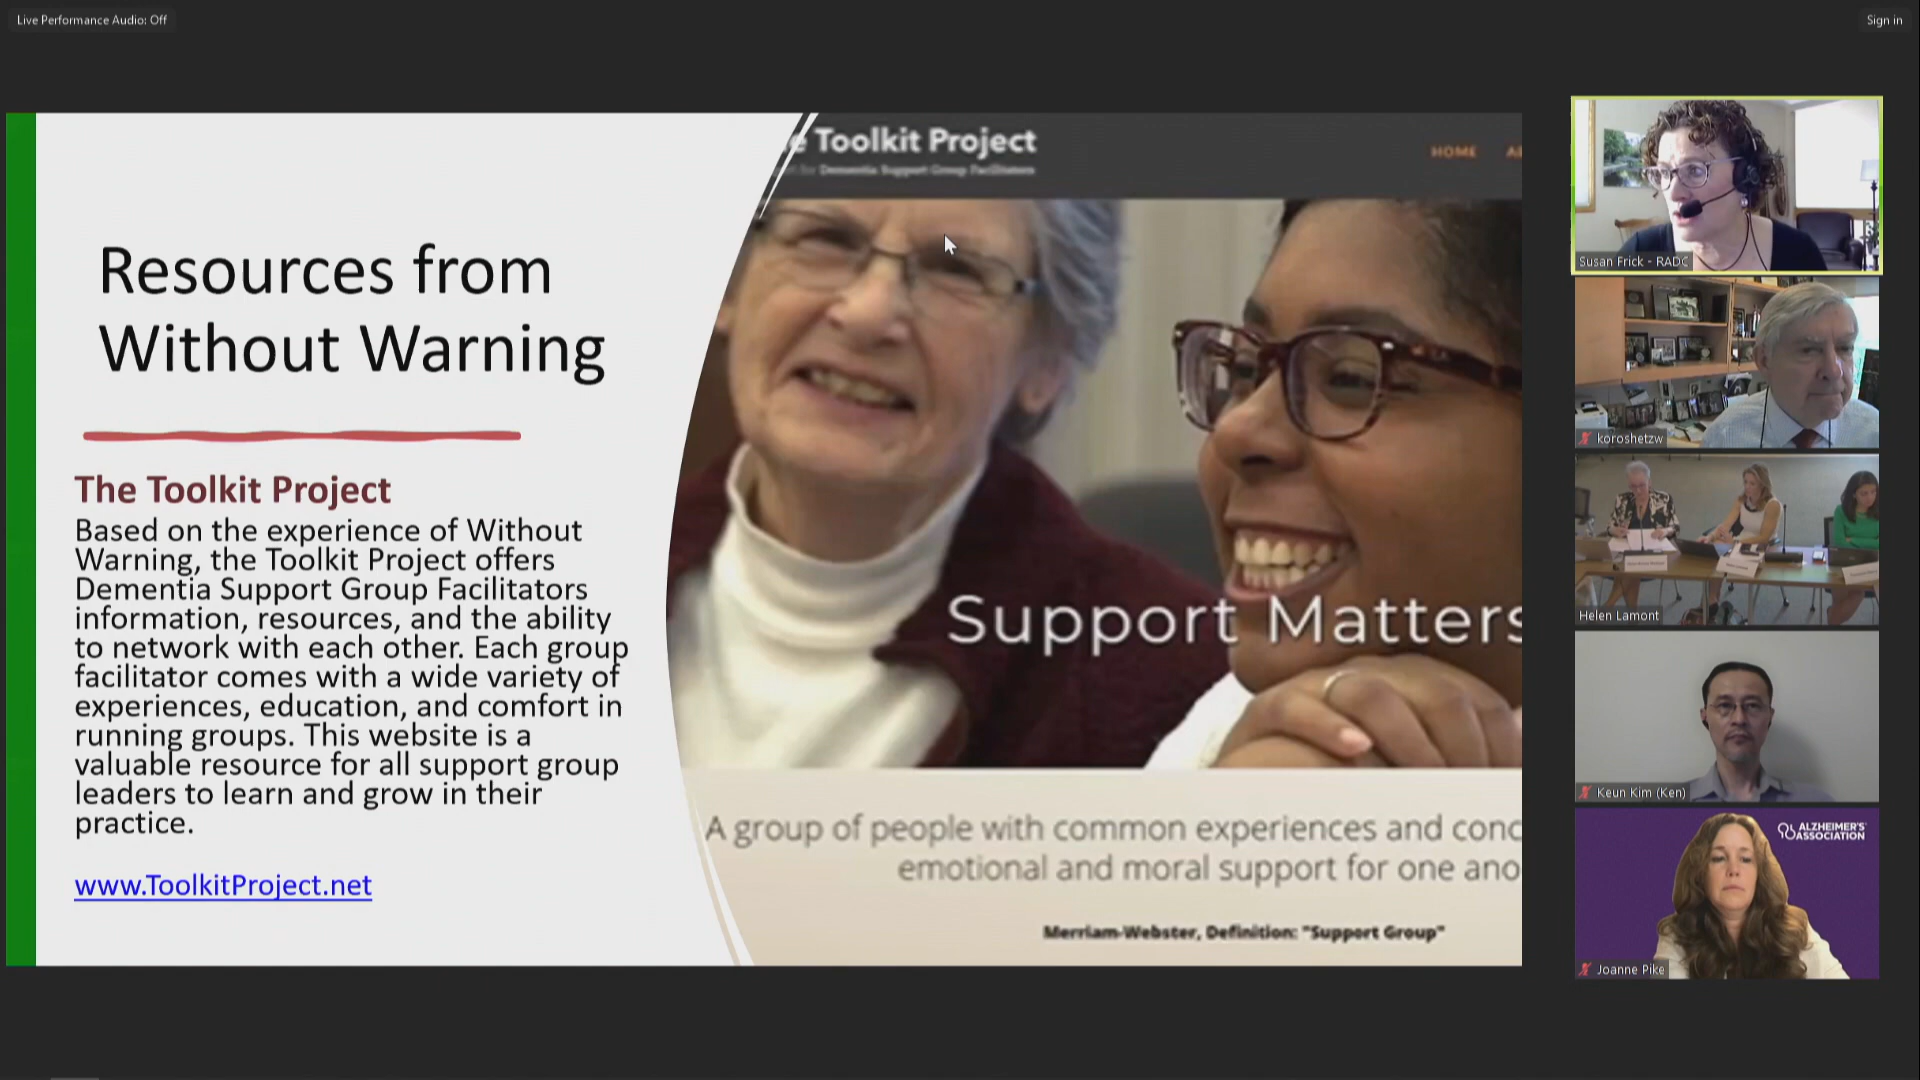 Live Performance Audio: Off
Sign in
Resources from
Without Warning
The Toolkit Project
Based on the experience of Without
Warning, the Toolkit Project offers
Dementia Support Group Facilitators
information, resources, and the ability
to network with each other. Each group
facilitator comes with a wide variety of
experiences, education, and comfort in
running groups. This website is a
valuable resource for all support group
leaders to learn and grow in their
practice.
www.ToolkitProject.net
e Toolkit Project
for Dementia Support Group Facilitators
HOME
Support Matters
A group of people with common experiences and conc
emotional and moral support for one ano
Merriam-Webster, Definition: "Support Group"
Susan Frick - RADC
koroshetzw
Helen Lamont
Keun Kim (Ken)
ALZHEIMER'S
ASSOCIATION
Joanne Pike